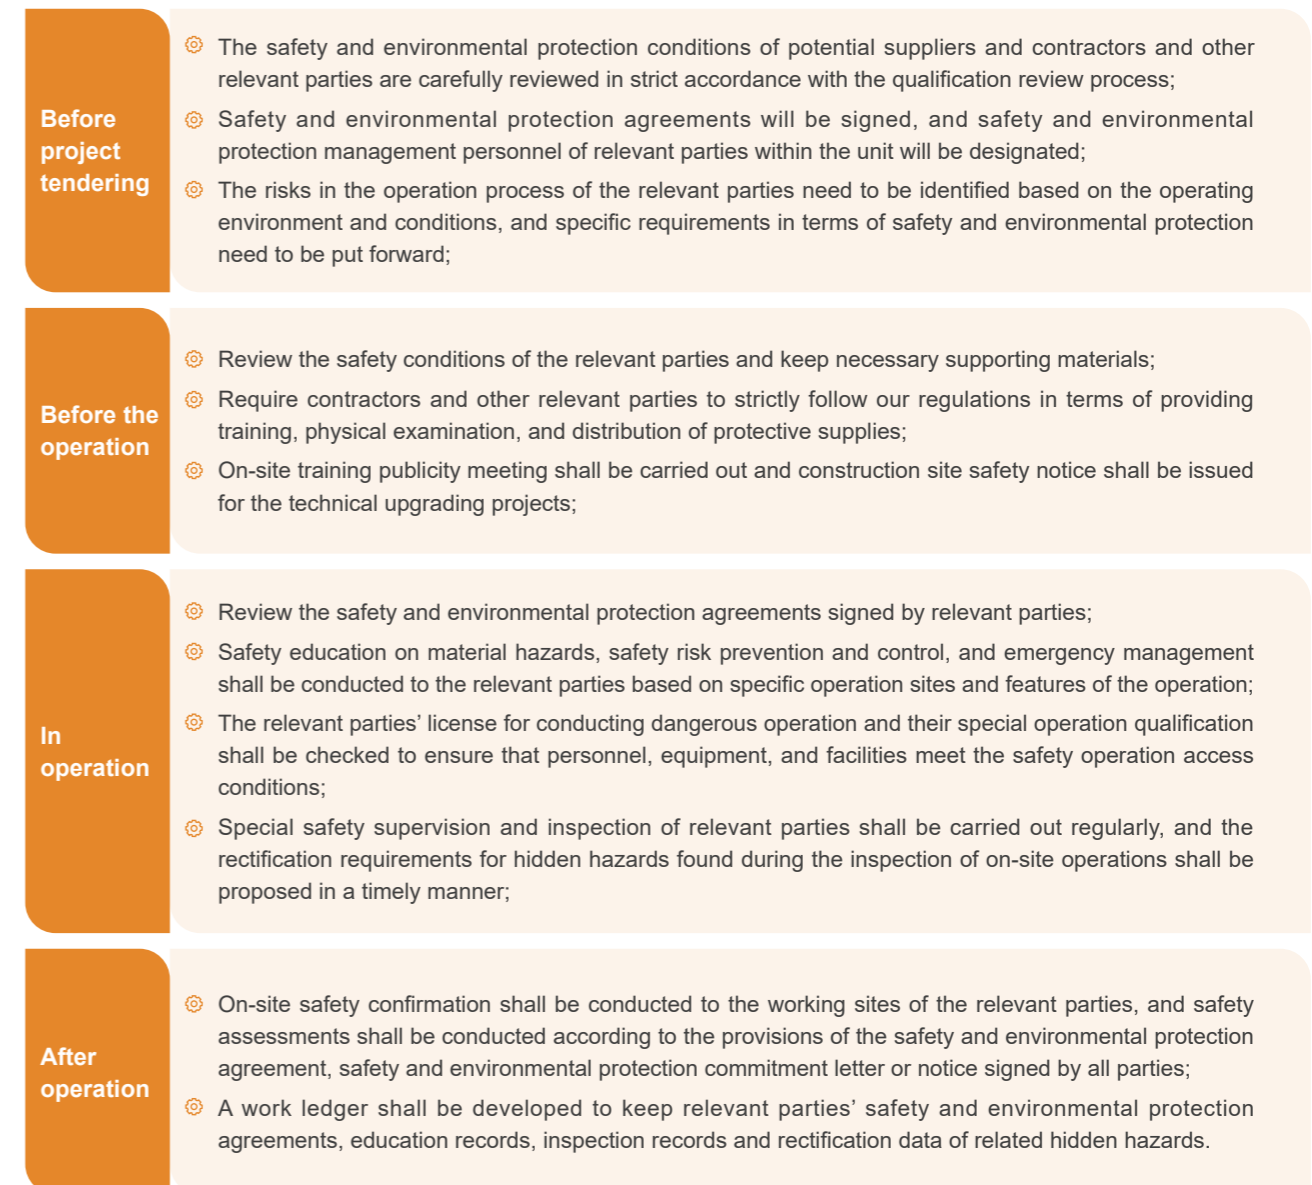 Before
project
tendering
The safety and environmental protection conditions of potential suppliers and contractors and other
relevant parties are carefully reviewed in strict accordance with the qualification review process;
Safety and environmental protection agreements will be signed, and safety and environmental
protection management personnel of relevant parties within the unit will be designated;
The risks in the operation process of the relevant parties need to be identified based on the operating
environment and conditions, and specific requirements in terms of safety and environmental protection
need to be put forward;
Before the
operation
Review the safety conditions of the relevant parties and keep necessary supporting materials;
Require contractors and other relevant parties to strictly follow our regulations in terms of providing
training, physical examination, and distribution of protective supplies;
On-site training publicity meeting shall be carried out and construction site safety notice shall be issued
for the technical upgrading projects;
In
operation
Review the safety and environmental protection agreements signed by relevant parties;
Safety education on material hazards, safety risk prevention and control, and emergency management
shall be conducted to the relevant parties based on specific operation sites and features of the operation;
The relevant parties’ license for conducting dangerous operation and their special operation qualification
shall be checked to ensure that personnel, equipment, and facilities meet the safety operation access
conditions;
Special safety supervision and inspection of relevant parties shall be carried out regularly, and the
rectification requirements for hidden hazards found during the inspection of on-site operations shall be
proposed in a timely manner;
After
operation
On-site safety confirmation shall be conducted to the working sites of the relevant parties, and safety
assessments shall be conducted according to the provisions of the safety and environmental protection
agreement, safety and environmental protection commitment letter or notice signed by all parties;
A work ledger shall be developed to keep relevant parties’ safety and environmental protection
agreements, education records, inspection records and rectification data of related hidden hazards.